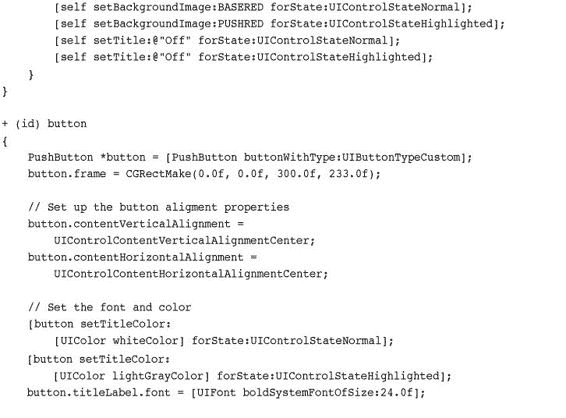 [self setBackgroundImage:BASERED forState:UIControlStateNormal];
[self setBackgroundImage:PUSHRED forState:UIControlStateHighlighted];
[self setTitle:@"Off" forState:UIControlStateNormal];
[self setTitle:@"Off" forState:UIControlStateHighlighted];
}
}
+ (id) button
{
PushButton *button = [PushButton buttonWithType:UIButtonTypeCustom];
button.frame = CGRectMake(0.0f, 0.0f, 300.0f, 233.0f);
// Set up the button aligment properties
button.contentVerticalAlignment =
UIControlContentVerticalAlignmentCenter;
button.contentHorizontalAlignment =
UIControlContentHorizontalAlignmentCenter;
// Set the font and color
[button setTitleColor:
[UIColor whiteColor] forState:UIControlStateNormal];
[button setTitleColor:
[UIColor lightGrayColor] forState:UIControlStateHighlighted];
button.titleLabel.font = [UIFont boldSystemFontOfSize:24.0f];